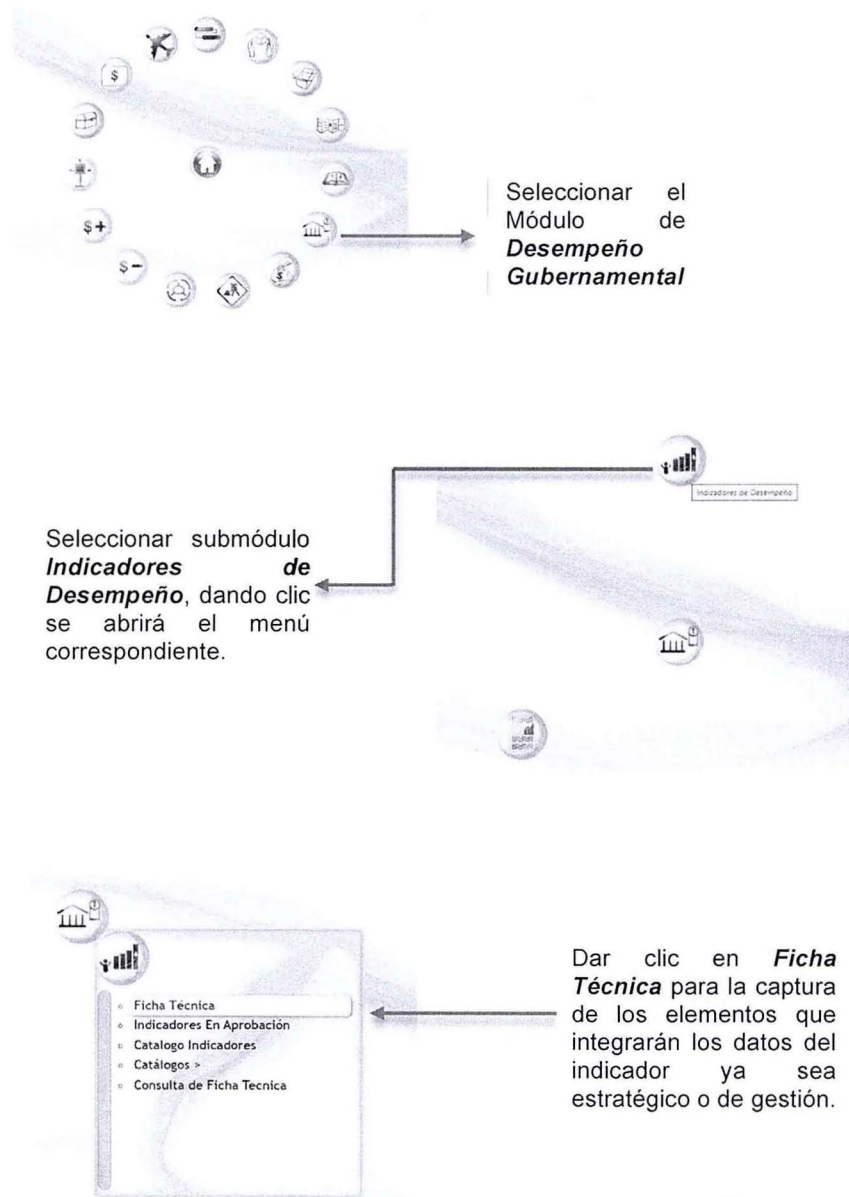 $
$+
$-
$
Seleccionar el
Módulo de
Desempeño
Gubernamental
Indicadores de Desempeño
Seleccionar submódulo
Indicadores de
Desempeño, dando clic
se abrirá el menú
correspondiente.
Ficha Técnica
Indicadores En Aprobación
Catalogo Indicadores
Catálogos >
Consulta de Ficha Tecnica
Dar clic en Ficha
Técnica para la captura
de los elementos que
integrarán los datos del
indicador ya sea
estratégico o de gestión.